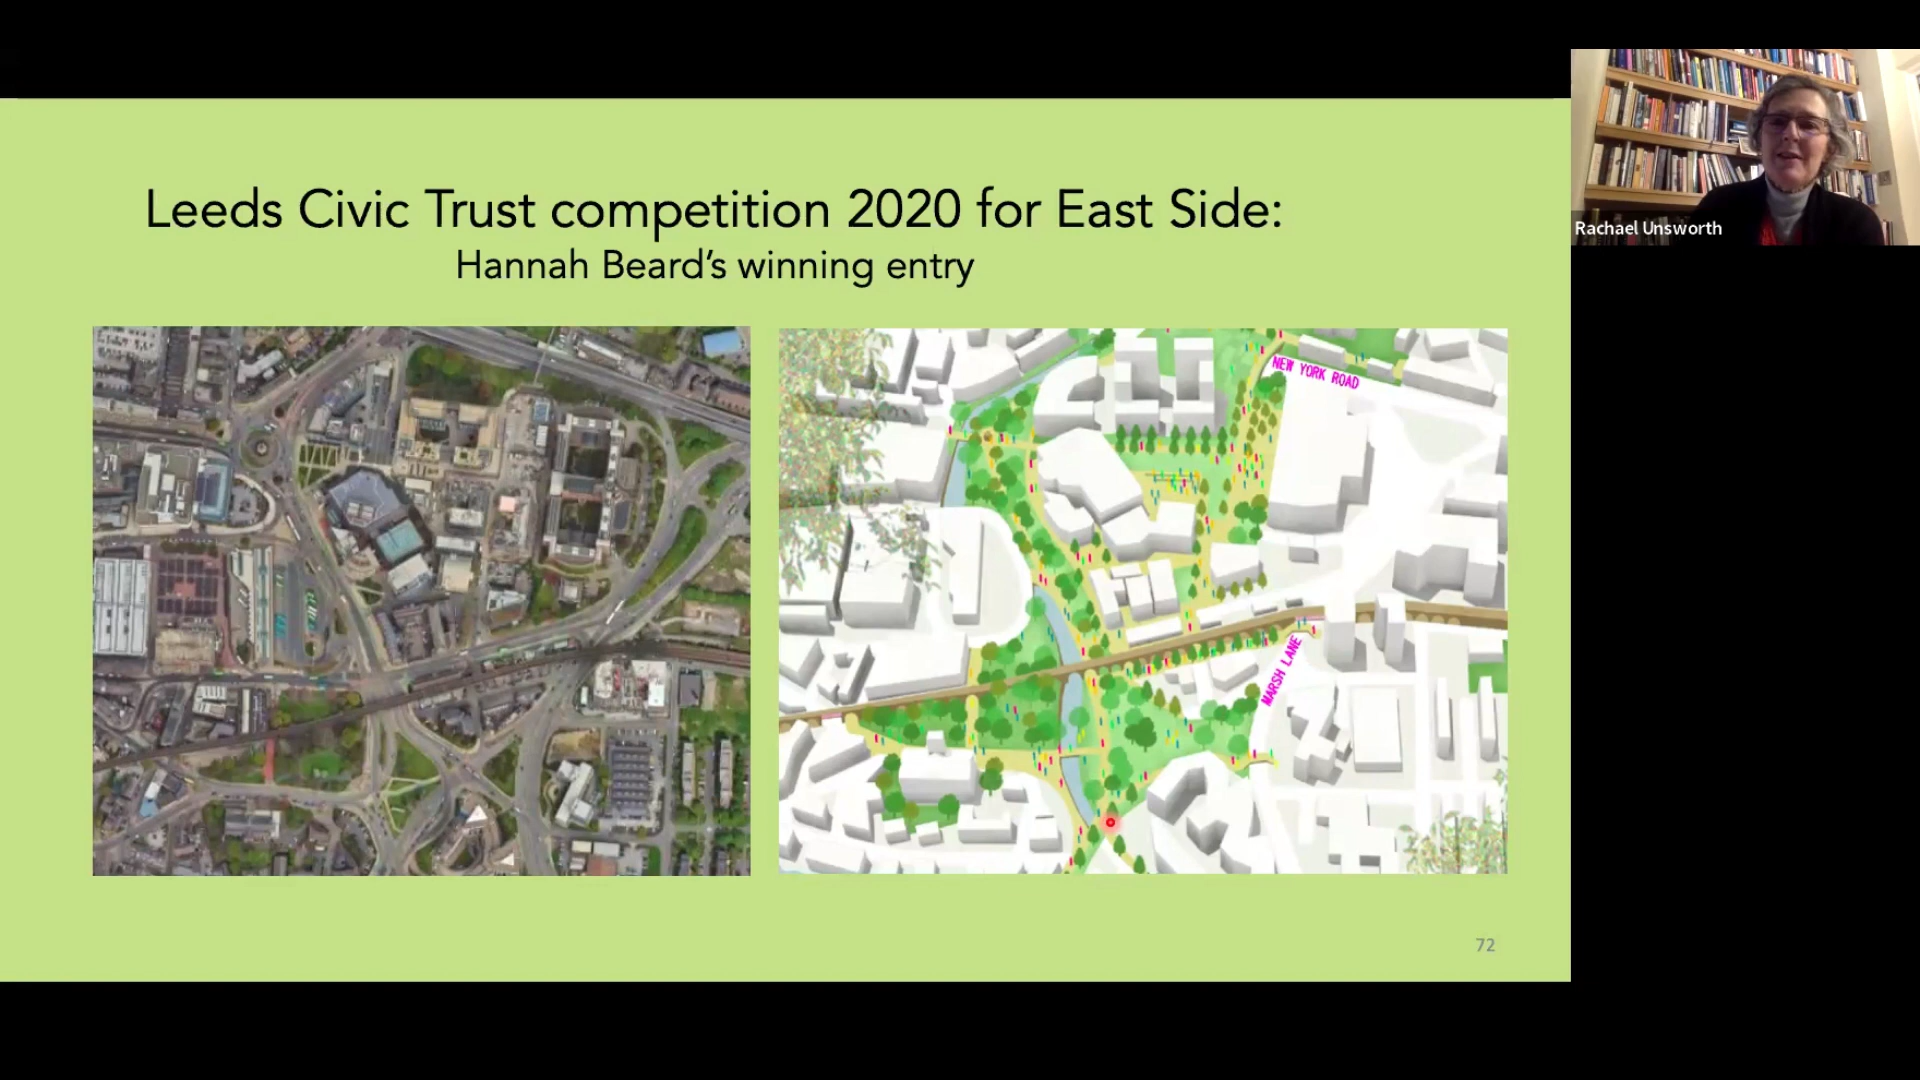 Leeds Civic Trust competition 2020 for East Side:
Hannah Beard’s winning entry
Rachael Unsworth
NEW YORK ROAD
MARSH LANE
72